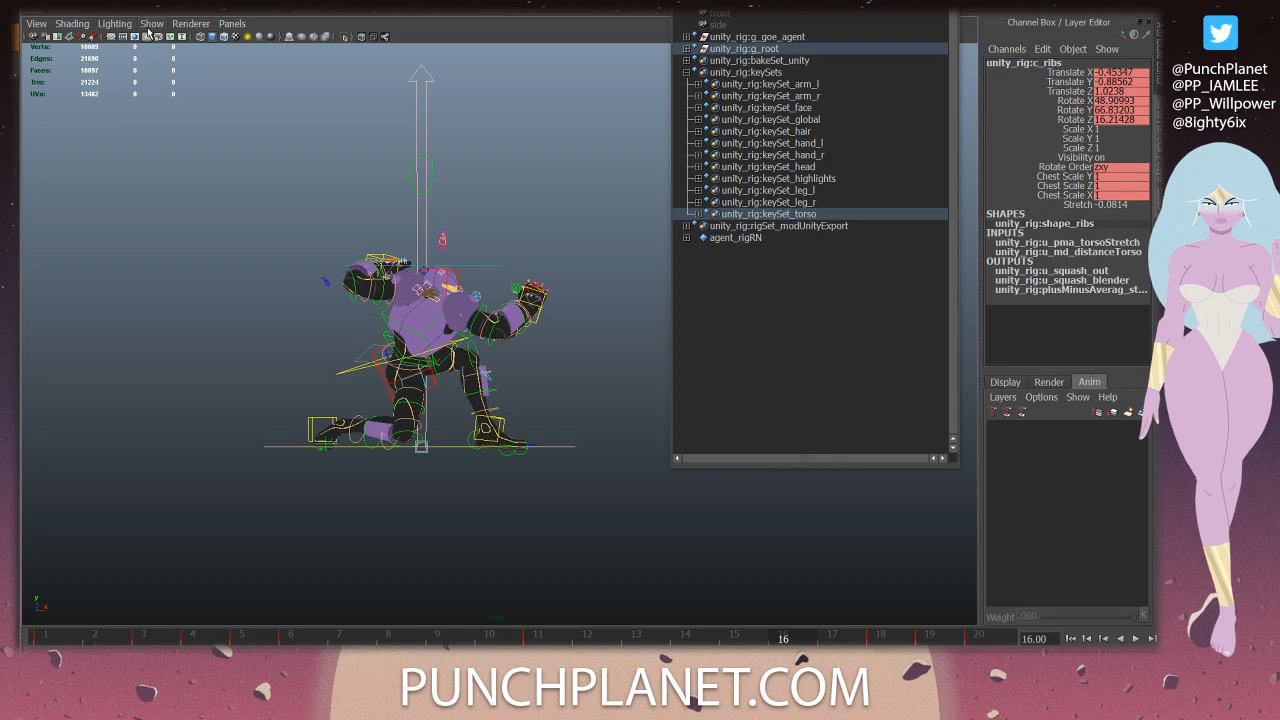 View Shading Lighting Show Renderer Panels
Verts: 10889 0 0
Edges: 21690 0 0
Faces: 10897 0 0
Tris: 21224 0 0
UVs: 13482 0 0
front
side
unity_rig:g_goe_agent
unity_rig:g_root
unity_rig:bakeSet_unity
unity_rig:keySets
unity_rig:keySet_arm_l
unity_rig:keySet_arm_r
unity_rig:keySet_face
unity_rig:keySet_global
unity_rig:keySet_hair
unity_rig:keySet_hand_l
unity_rig:keySet_hand_r
unity_rig:keySet_head
unity_rig:keySet_highlights
unity_rig:keySet_leg_l
unity_rig:keySet_leg_r
unity_rig:keySet_torso
unity_rig:rigSet_modUnityExport
agent_rigRN
Channel Box / Layer Editor
Channels Edit Object Show
unity_rig:c_ribs
Translate X -0.45347
Translate Y -0.88562
Translate Z 1.0238
Rotate X 48.90993
Rotate Y 66.83203
Rotate Z 16.21428
Scale X 1
Scale Y 1
Scale Z 1
Visibility on
Rotate Order zxy
Chest Scale Y 1
Chest Scale Z 1
Chest Scale X 1
Stretch -0.0814
SHAPES
unity_rig:shape_ribs
INPUTS
unity_rig:u_pma_torsoStretch
unity_rig:u_md_distanceTorso
OUTPUTS
unity_rig:u_squash_out
unity_rig:u_squash_blender
unity_rig:plusMinusAverag_st...
Display Render Anim
Layers Options Show Help
Weight .000 K
@PunchPlanet
@PP_IAMLEE
@PP_Willpower
@8ighty6ix
y
x
1 2 3 4 5 6 7 8 9 10 11 12 13 14 15 16 17 18 19 20 16.00
PUNCHPLANET.COM